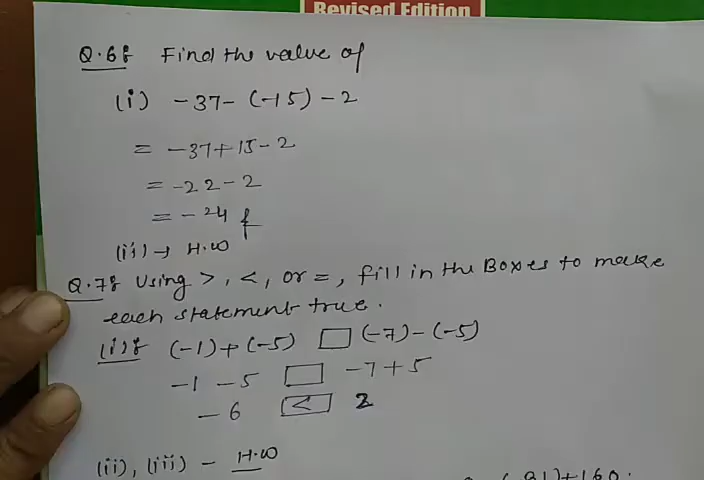 Revised Edition
Q.6⟩ Find the value of
(i) -37-(-15)-2
= -37+15-2
= -22-2
= -24
(ii)→ H.W
Q.7⟩ Using >, <, or =, fill in the Boxes to make
each statement true.
(i)⟩ (-1)+(-5) □ (-7)-(-5)
-1 -5 □ -7+5
-6 < 2
(ii), (iii) - H.W